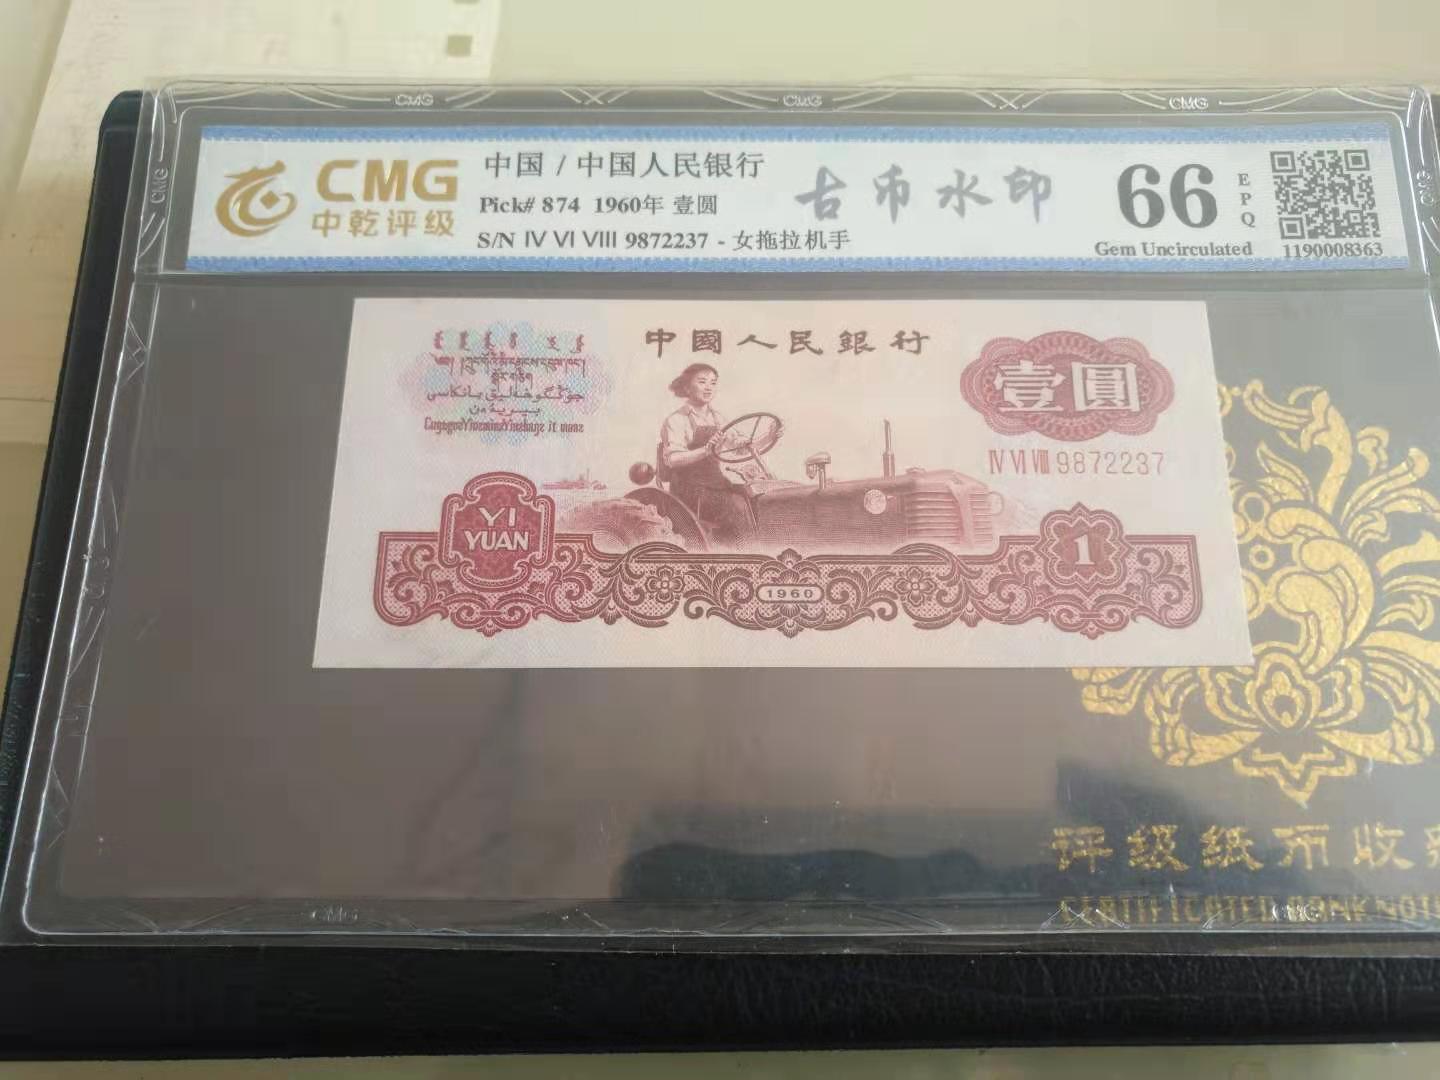 CMG
CMG
CMG
CMG
中乾评级
中国 / 中国人民银行
Pick# 874 1960年 壹圆
S/N IV VI VIII 9872237 - 女拖拉机手
古币水印
66
EPQ
Gem Uncirculated
1190008363
中國人民銀行
壹圓
IV VI VIII 9872237
YI
YUAN
1
1960
评级纸币收
CMG
CMG
CMG